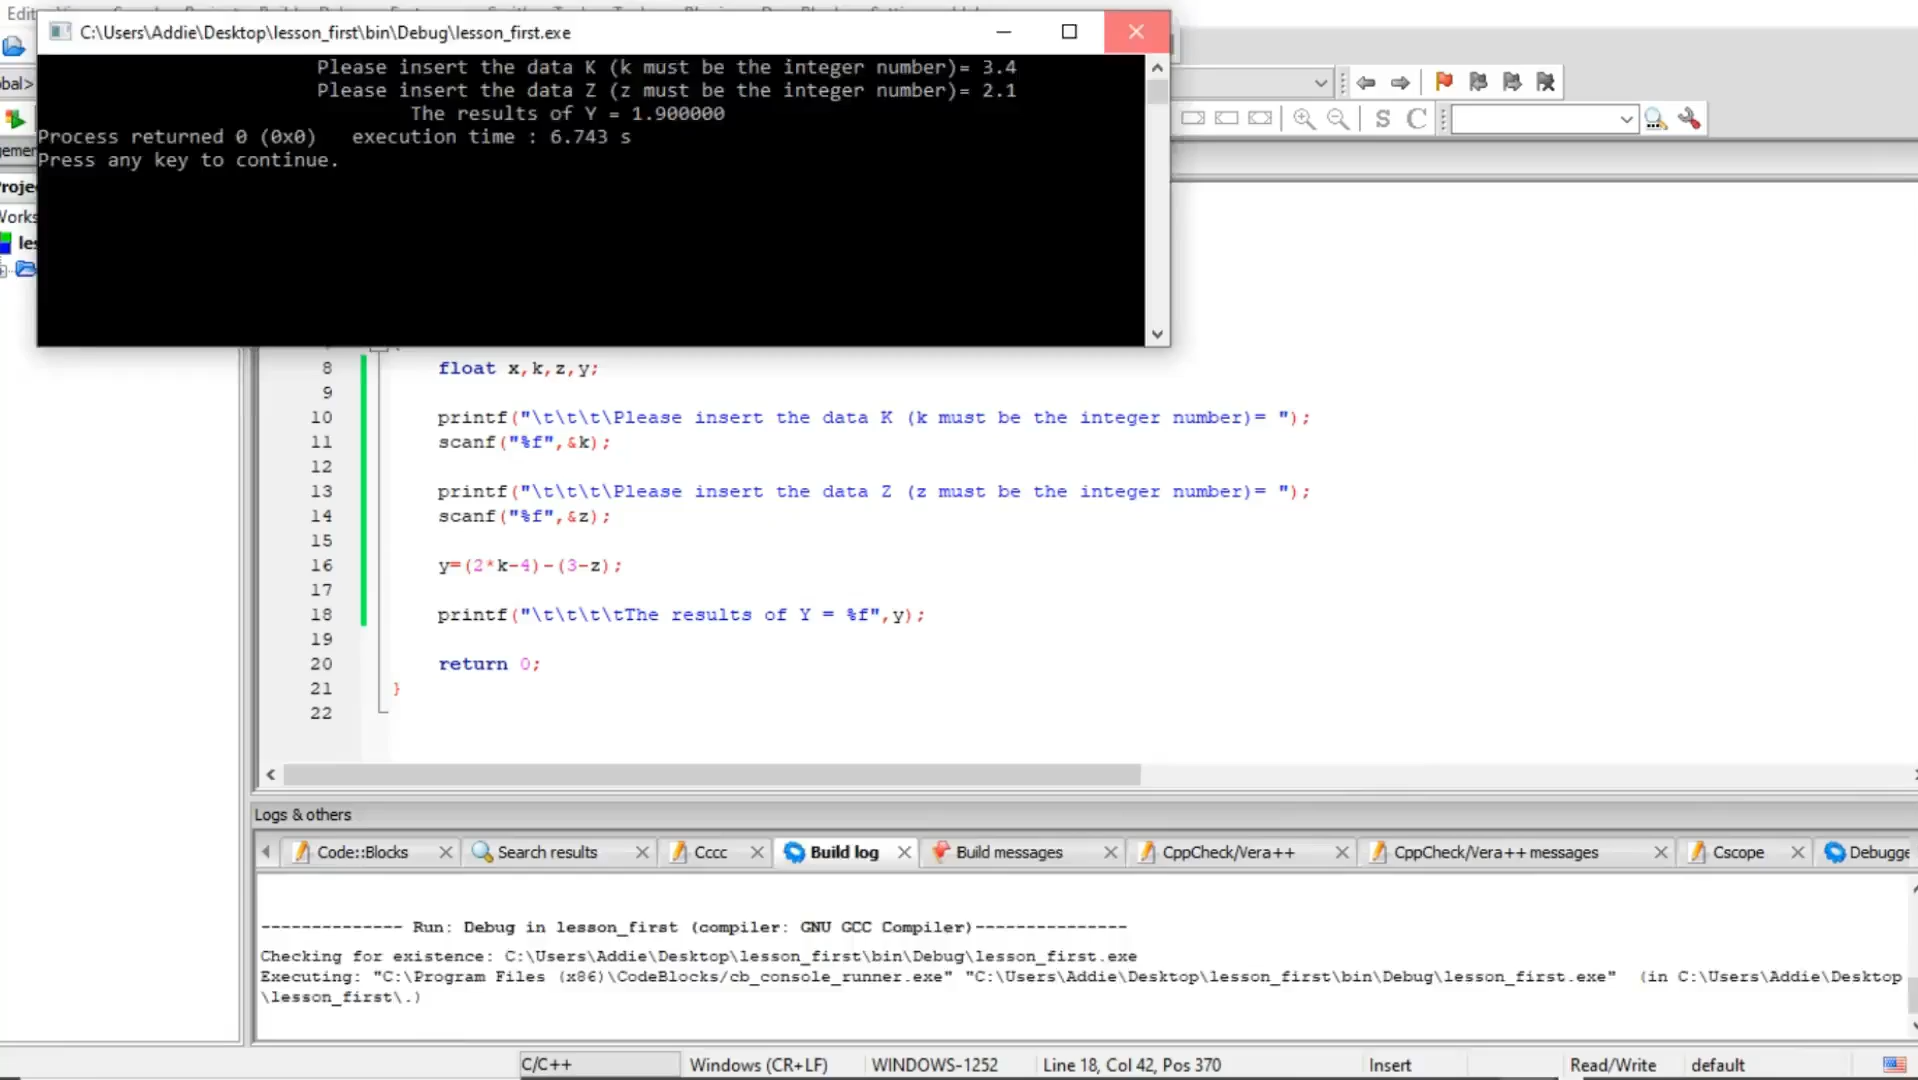 Edit
C:\Users\Addie\Desktop\lesson_first\bin\Debug\lesson_first.exe
Please insert the data K (k must be the integer number)= 3.4
Please insert the data Z (z must be the integer number)= 2.1
The results of Y = 1.900000
Process returned 0 (0x0)   execution time : 6.743 s
Press any key to continue.
obal>
S C
gemer
Proje
Works
les
8 float x,k,z,y;
9
10 printf("\t\t\t\Please insert the data K (k must be the integer number)= ");
11 scanf("%f",&k);
12
13 printf("\t\t\t\Please insert the data Z (z must be the integer number)= ");
14 scanf("%f",&z);
15
16 y=(2*k-4)-(3-z);
17
18 printf("\t\t\t\tThe results of Y = %f",y);
19
20 return 0;
21 }
22
Logs & others
Code::Blocks Search results Cccc Build log Build messages CppCheck/Vera++ CppCheck/Vera++ messages Cscope Debugge
-------------- Run: Debug in lesson_first (compiler: GNU GCC Compiler)---------------
Checking for existence: C:\Users\Addie\Desktop\lesson_first\bin\Debug\lesson_first.exe
Executing: "C:\Program Files (x86)\CodeBlocks/cb_console_runner.exe" "C:\Users\Addie\Desktop\lesson_first\bin\Debug\lesson_first.exe"  (in C:\Users\Addie\Desktop
\lesson_first\.)
C/C++ Windows (CR+LF) WINDOWS-1252 Line 18, Col 42, Pos 370 Insert Read/Write default